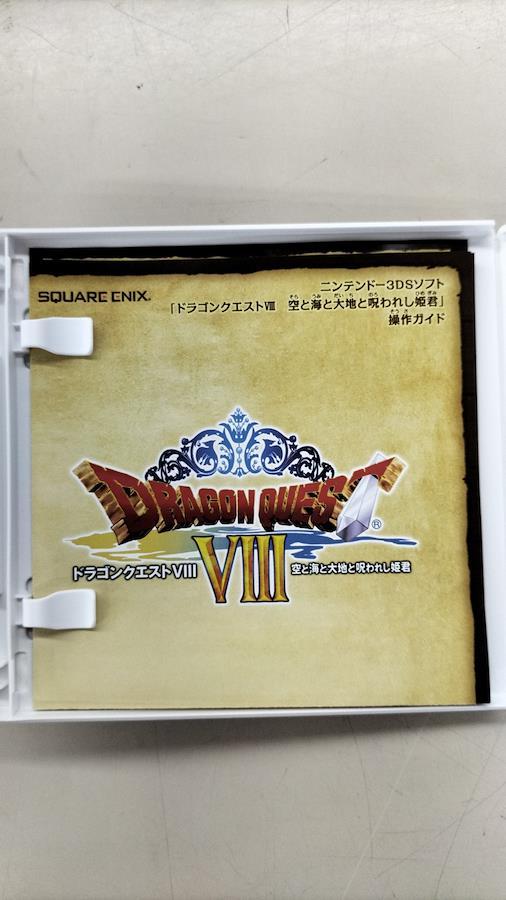 SQUARE ENIX®
ニンテンドー3DSソフト
「ドラゴンクエストVIII 空と海と大地と呪われし姫君」
操作ガイド
DRAGON QUEST®
VIII
ドラゴンクエストVIII
空と海と大地と呪われし姫君